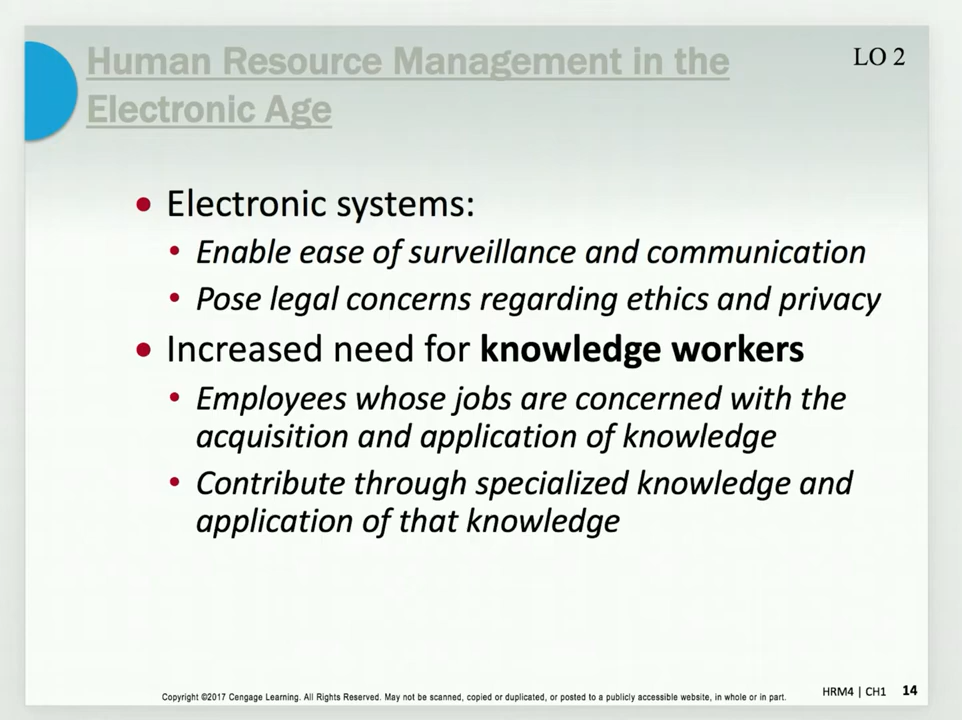 Human Resource Management in the
Electronic Age
LO 2
• Electronic systems:
• Enable ease of surveillance and communication
• Pose legal concerns regarding ethics and privacy
• Increased need for knowledge workers
• Employees whose jobs are concerned with the
acquisition and application of knowledge
• Contribute through specialized knowledge and
application of that knowledge
Copyright ©2017 Cengage Learning. All Rights Reserved. May not be scanned, copied or duplicated, or posted to a publicly accessible website, in whole or in part.
HRM4 | CH1 14